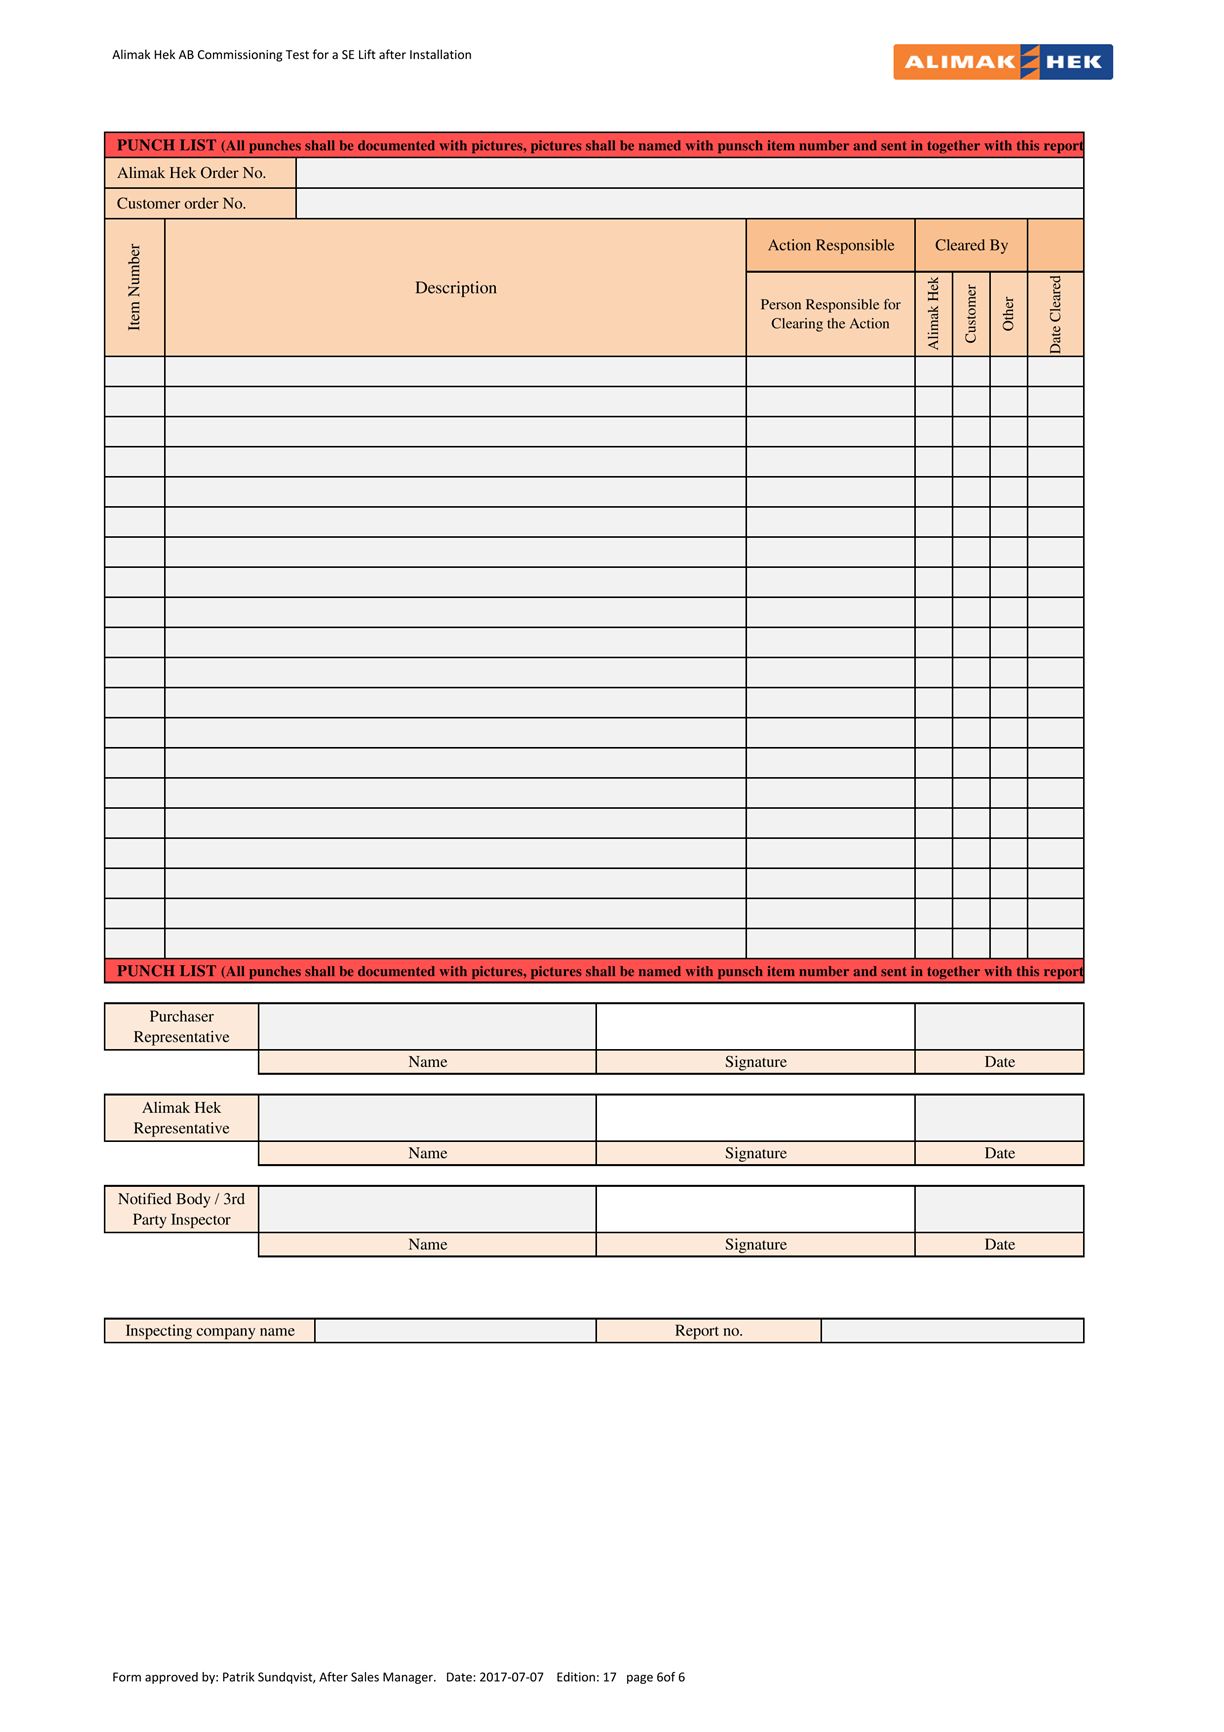 Alimak Hek AB Commissioning Test for a SE Lift after Installation
ALIMAK HEK
PUNCH LIST (All punches shall be documented with pictures, pictures shall be named with punsch item number and sent in together with this report
Alimak Hek Order No.
Customer order No.
Item Number
Description
Action Responsible
Cleared By
Person Responsible for
Clearing the Action
Alimak Hek
Customer
Other
Date Cleared
PUNCH LIST (All punches shall be documented with pictures, pictures shall be named with punsch item number and sent in together with this report
Purchaser
Representative
Name Signature Date
Alimak Hek
Representative
Name Signature Date
Notified Body / 3rd
Party Inspector
Name Signature Date
Inspecting company name Report no.
Form approved by: Patrik Sundqvist, After Sales Manager. Date: 2017-07-07 Edition: 17 page 6of 6